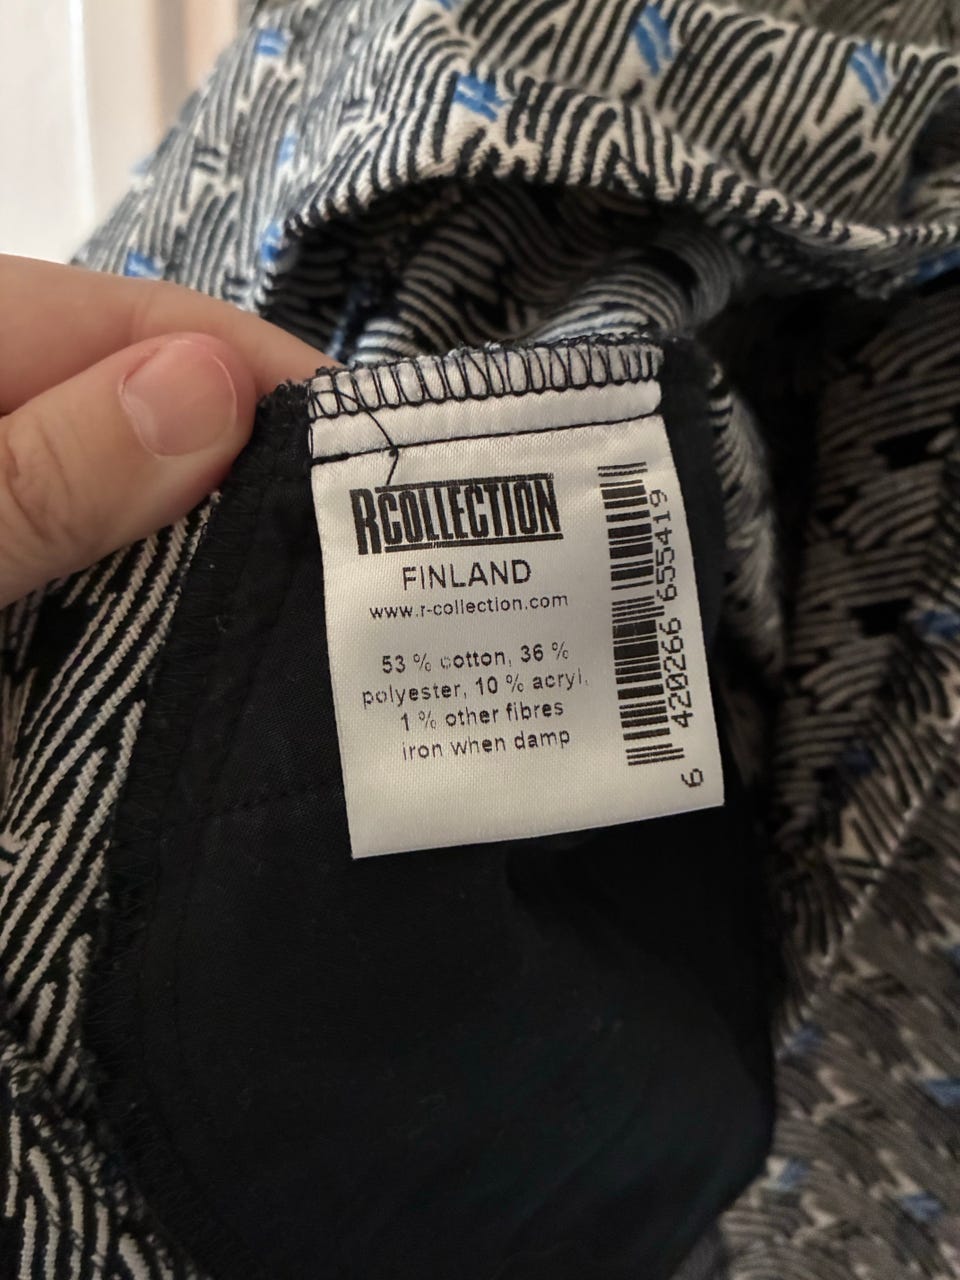 RCOLLECTION
FINLAND
www.r-collection.com
53 % cotton, 36 %
polyester, 10 % acryl,
1 % other fibres
iron when damp
6 420266 655419